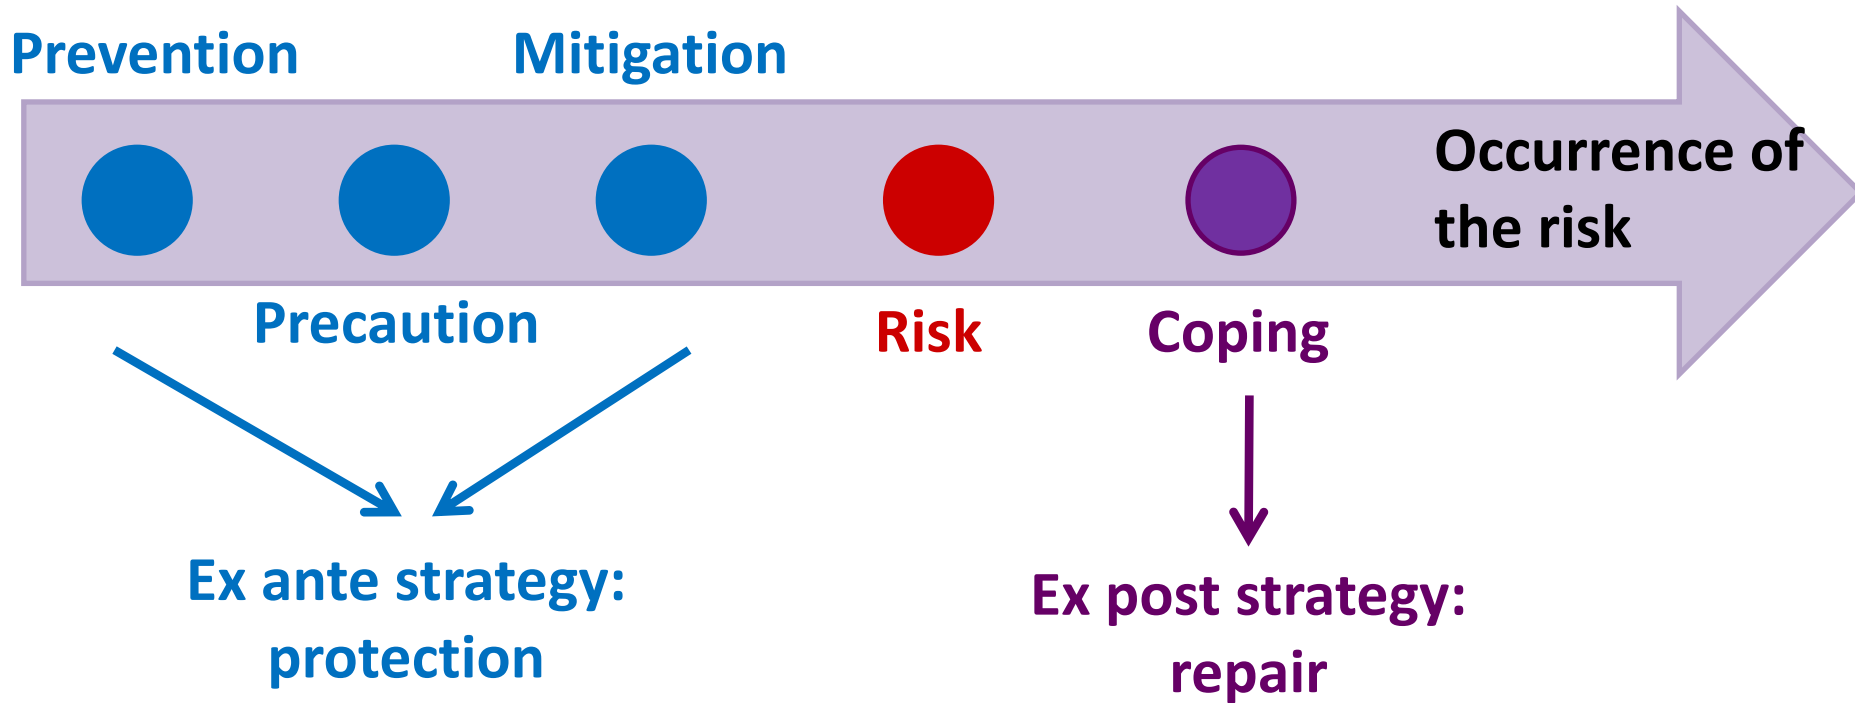 Prevention
Mitigation
Occurrence of
the risk
Precaution
Risk
Coping
Ex ante strategy:
protection
Ex post strategy:
repair